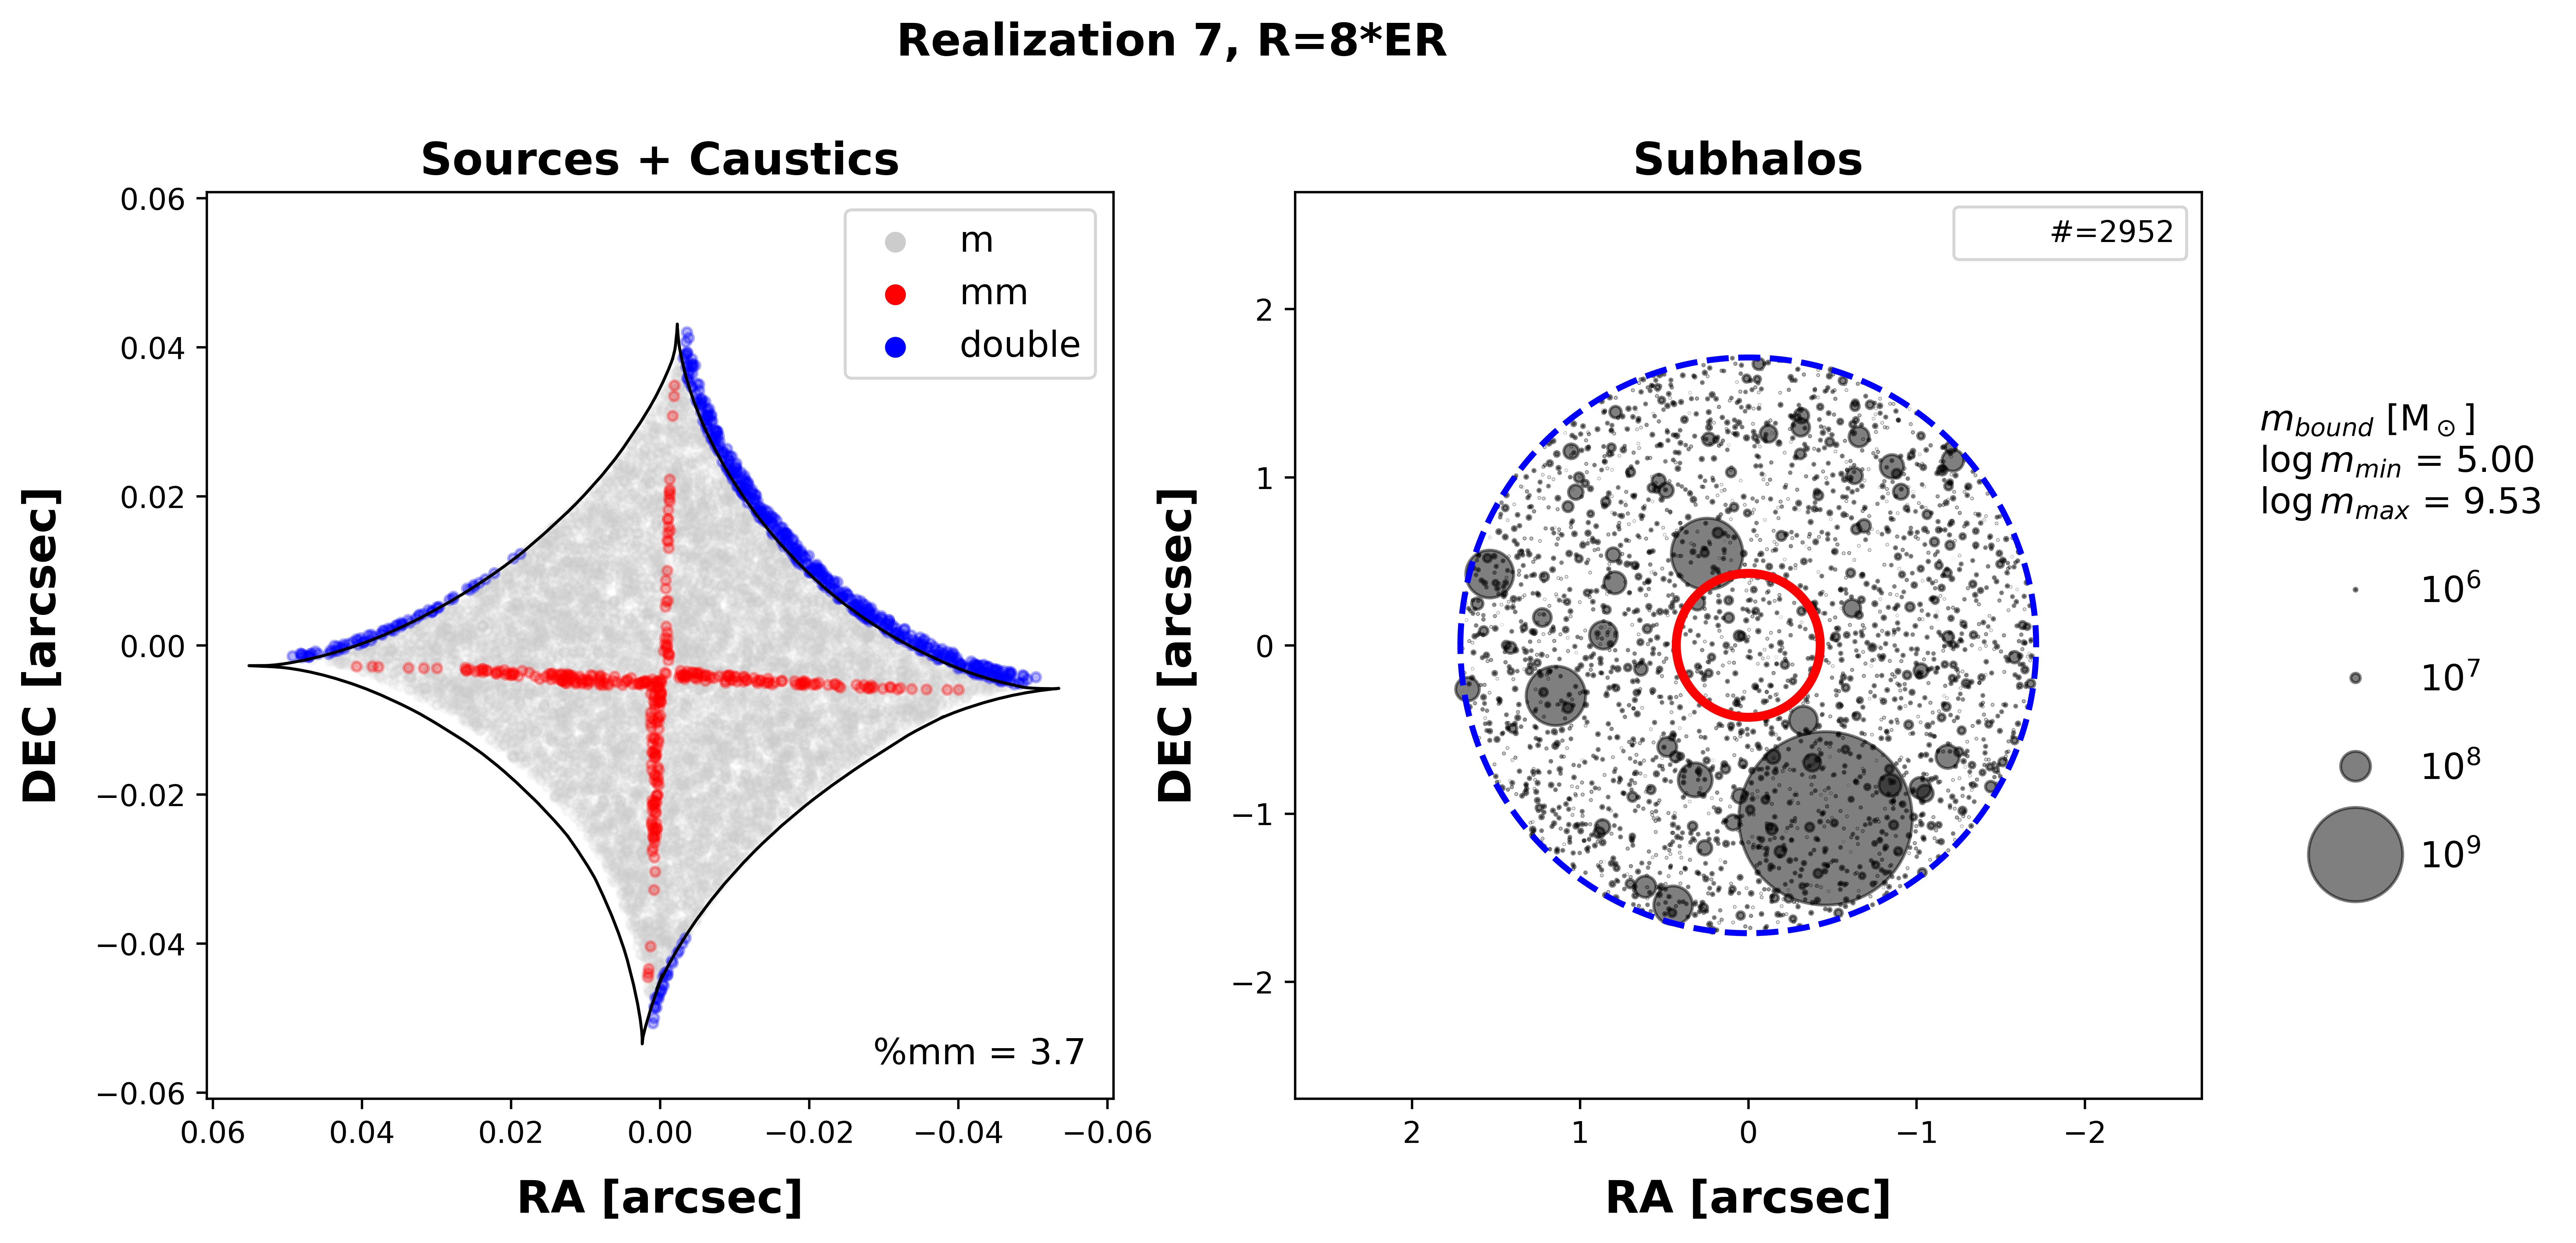 Realization 7, R=8*ER
Sources + Caustics
0.06
0.04
0.02
0.00
−0.02
−0.04
−0.06
DEC [arcsec]
m
mm
double
%mm = 3.7
0.06
0.04
0.02
0.00
−0.02
−0.04
−0.06
RA [arcsec]
Subhalos
#=2952
2
1
0
−1
−2
DEC [arcsec]
2
1
0
−1
−2
RA [arcsec]
m_bound [M_⊙]
log m_min = 5.00
log m_max = 9.53
10^6
10^7
10^8
10^9